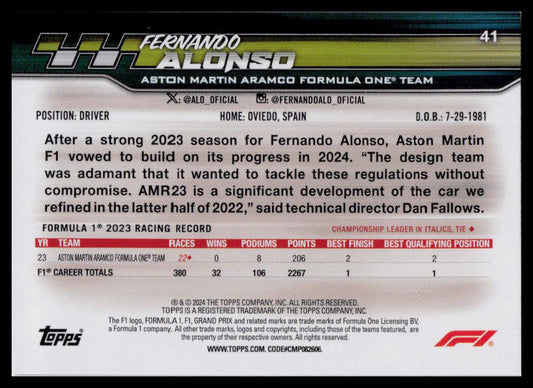 FERNANDO
ALONSO
41
ASTON MARTIN ARAMCO FORMULA ONE® TEAM
X: @ALO_OFICIAL @FERNANDOALO_OFICIAL
POSITION: DRIVER HOME: OVIEDO, SPAIN D.O.B.: 7-29-1981
After a strong 2023 season for Fernando Alonso, Aston Martin
F1 vowed to build on its progress in 2024. “The design team
was adamant that it wanted to tackle these regulations without
compromise. AMR23 is a significant development of the car we
refined in the latter half of 2022,” said technical director Dan Fallows.
FORMULA 1® 2023 RACING RECORD CHAMPIONSHIP LEADER IN ITALICS, TIE ♦
YR TEAM RACES WINS PODIUMS POINTS BEST FINISH BEST QUALIFYING POSITION
23 ASTON MARTIN ARAMCO FORMULA ONE® TEAM 22♦ 0 8 206 2 2
F1® CAREER TOTALS 380 32 106 2267 1 1
® & © 2024 THE TOPPS COMPANY, INC. ALL RIGHTS RESERVED.
TOPPS IS A REGISTERED TRADEMARK OF THE TOPPS COMPANY, INC.
The F1 logo, FORMULA 1, F1, GRAND PRIX and related marks are trade marks of Formula One Licensing BV,
a Formula 1 company. All other trade marks, logos and copyrights, including those of the teams featured, are
the property of their respective owners. All rights reserved.
WWW.TOPPS.COM. CODE#CMP082606.
Topps
F1